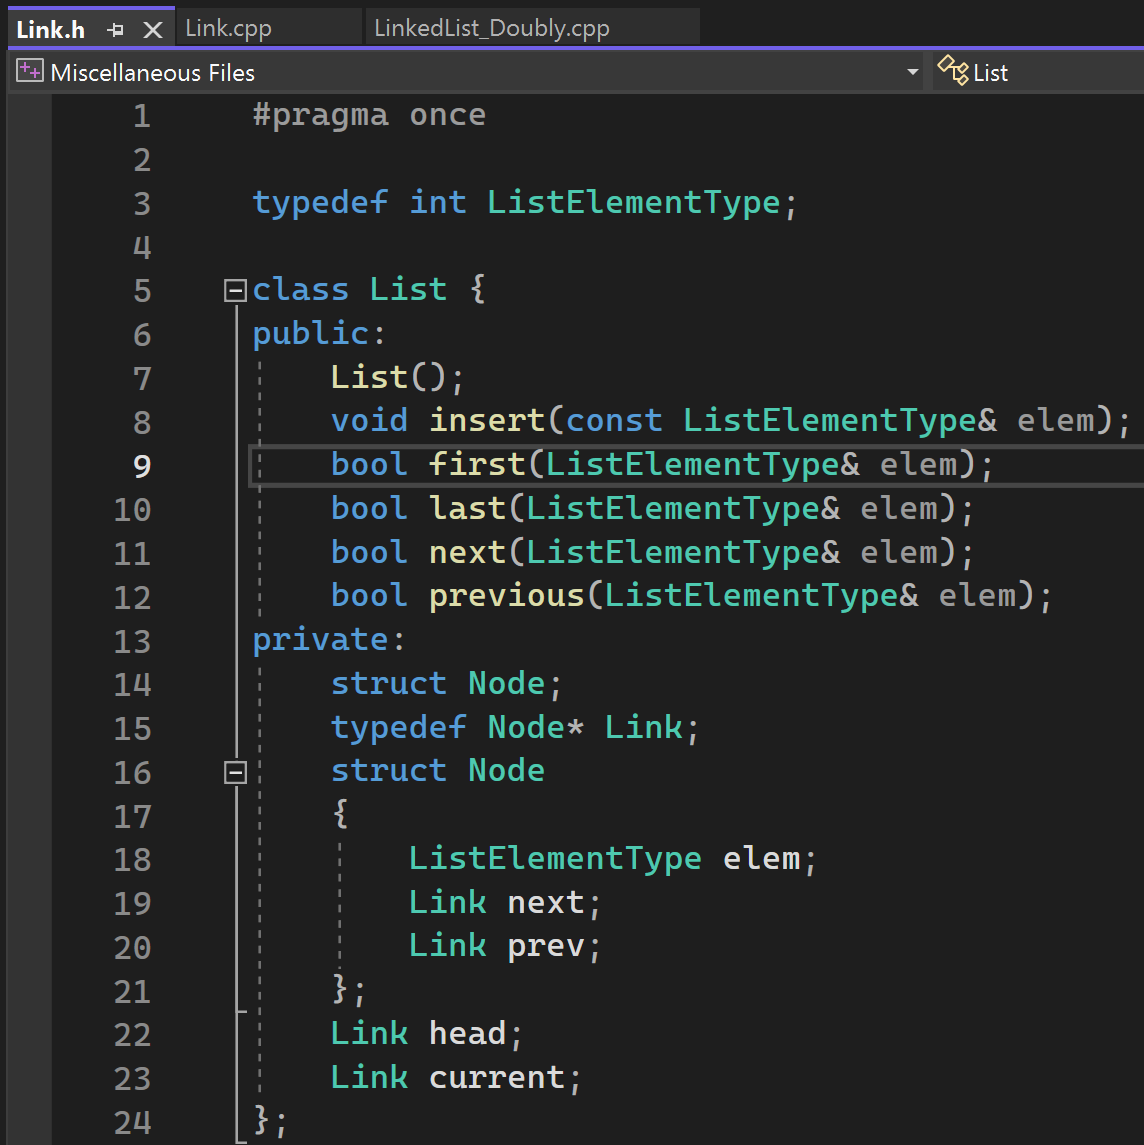 Link.h Link.cpp LinkedList_Doubly.cpp
Miscellaneous Files List
1 #pragma once
2
3 typedef int ListElementType;
4
5 class List {
6 public:
7     List();
8     void insert(const ListElementType& elem);
9     bool first(ListElementType& elem);
10     bool last(ListElementType& elem);
11     bool next(ListElementType& elem);
12     bool previous(ListElementType& elem);
13 private:
14     struct Node;
15     typedef Node* Link;
16     struct Node
17     {
18         ListElementType elem;
19         Link next;
20         Link prev;
21     };
22     Link head;
23     Link current;
24 };